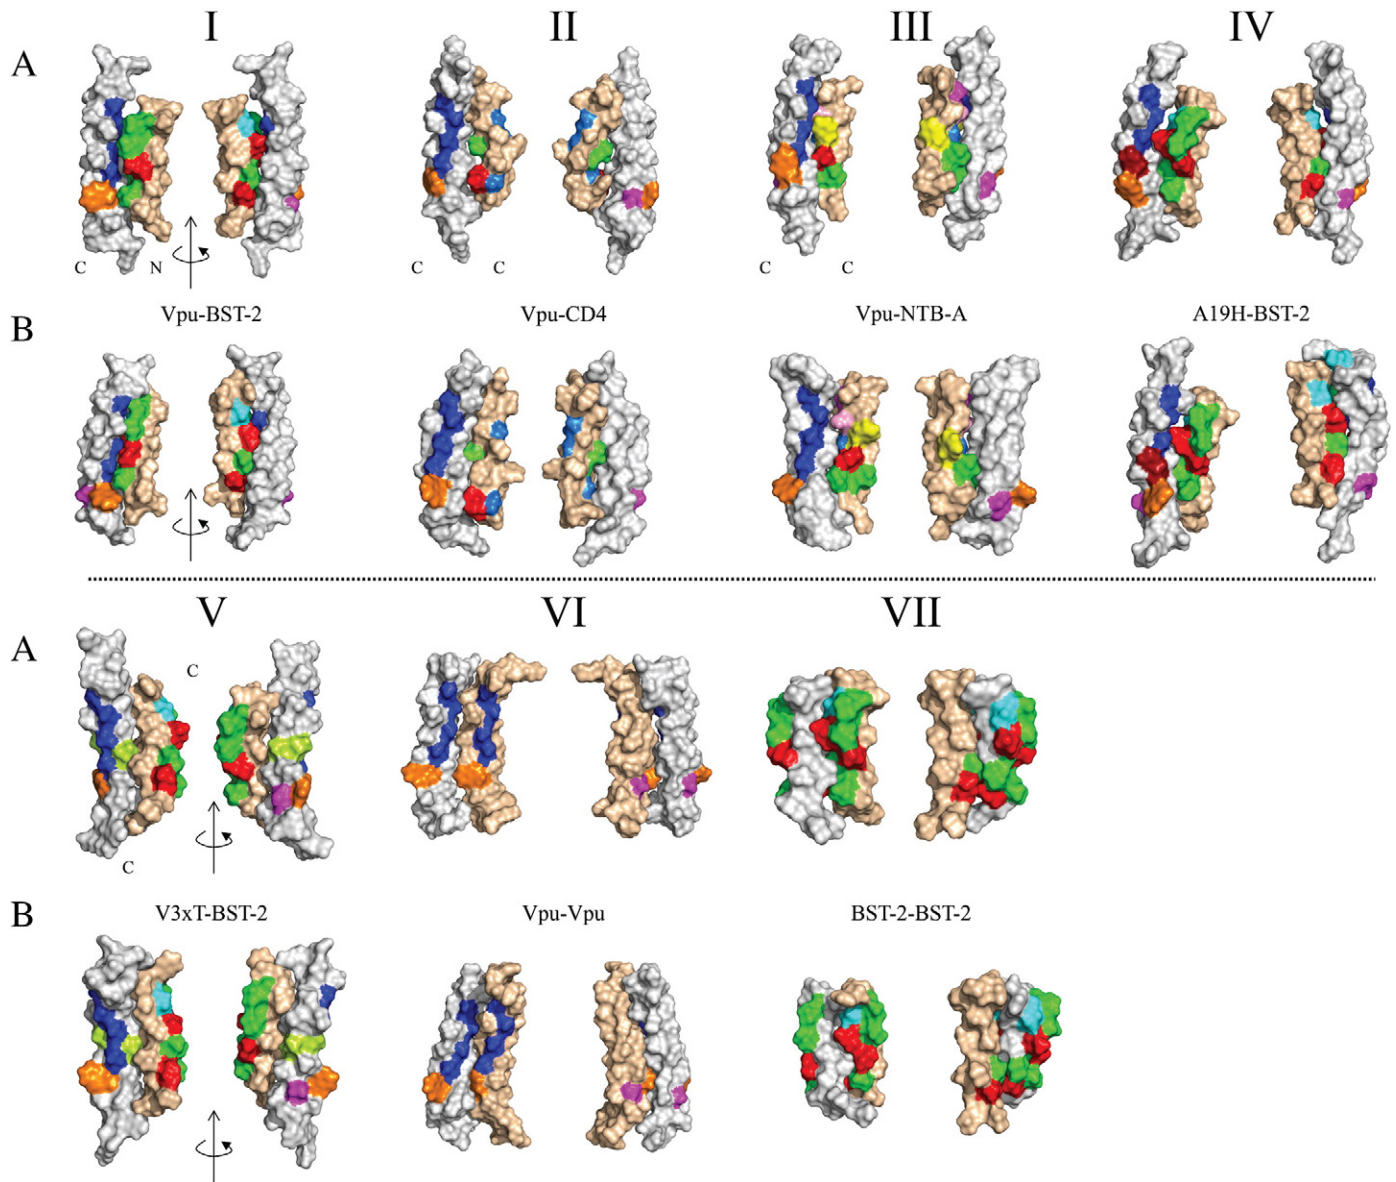 I II III IV
A
C N C C C C
Vpu-BST-2 Vpu-CD4 Vpu-NTB-A A19H-BST-2
B
V VI VII
A
C
C
V3xT-BST-2 Vpu-Vpu BST-2-BST-2
B